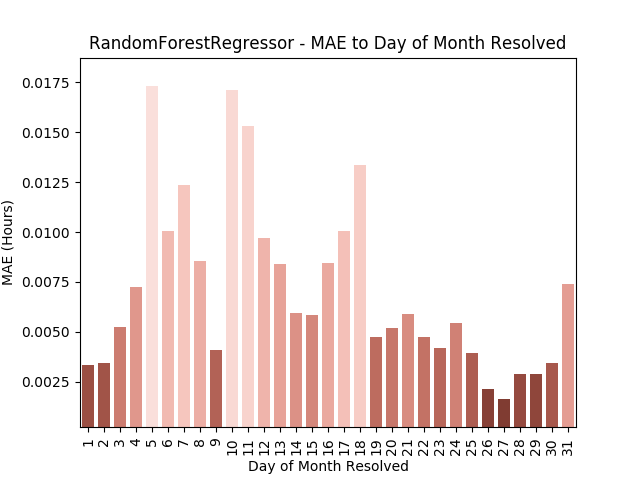 RandomForestRegressor - MAE to Day of Month Resolved
MAE (Hours)
0.0175
0.0150
0.0125
0.0100
0.0075
0.0050
0.0025
1 2 3 4 5 6 7 8 9 10 11 12 13 14 15 16 17 18 19 20 21 22 23 24 25 26 27 28 29 30 31
Day of Month Resolved